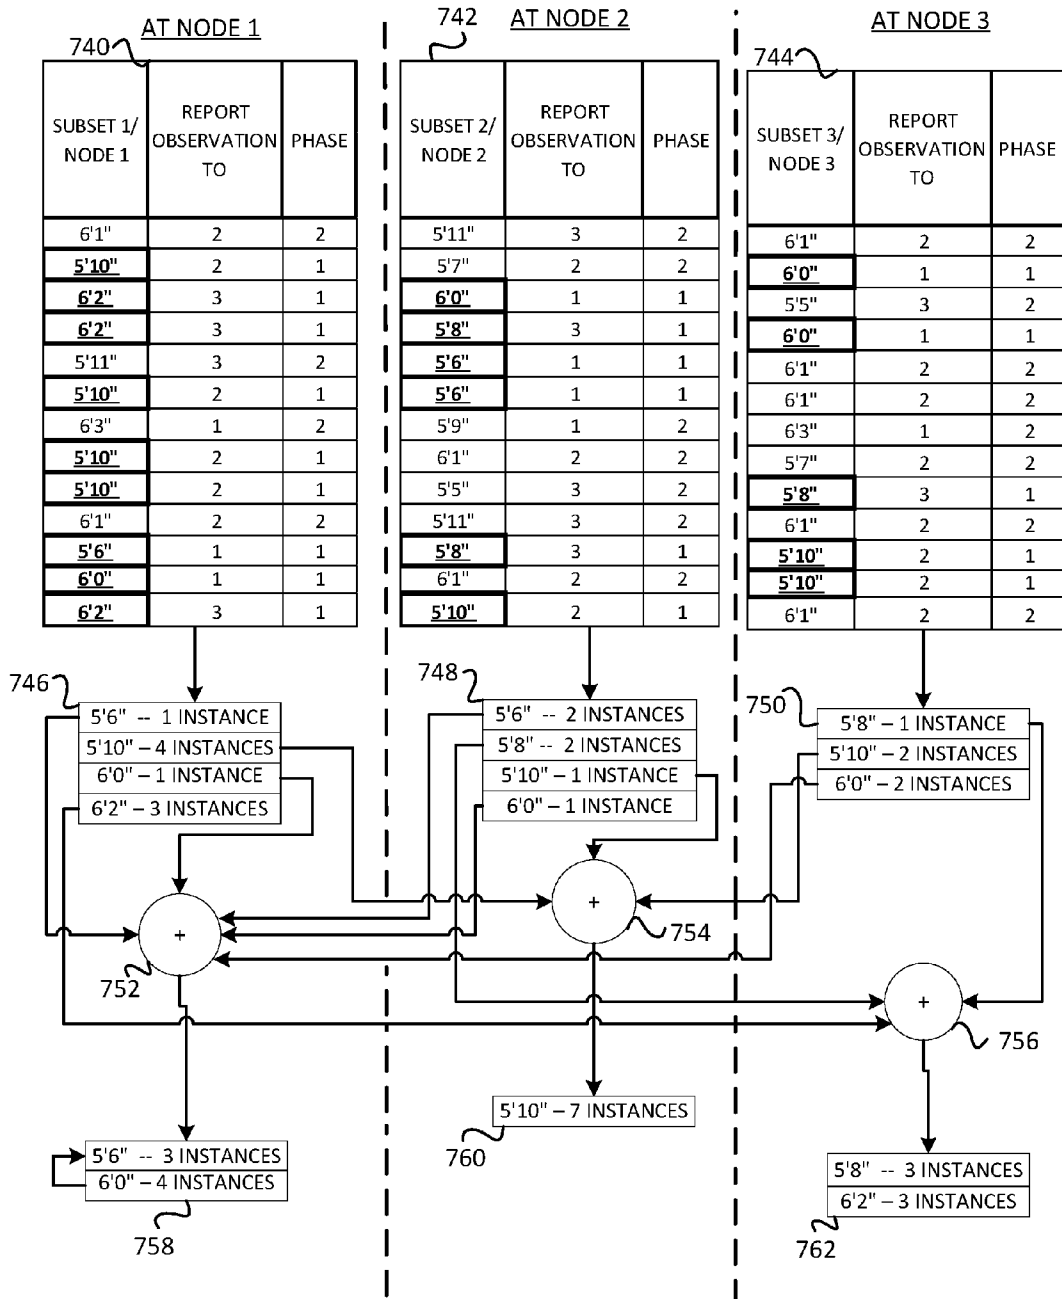 AT NODE 1
AT NODE 2
AT NODE 3
740
742
744
SUBSET 1/ NODE 1 REPORT OBSERVATION TO PHASE
6'1" 2 2
5'10" 2 1
6'2" 3 1
6'2" 3 1
5'11" 3 2
5'10" 2 1
6'3" 1 2
5'10" 2 1
5'10" 2 1
6'1" 2 2
5'6" 1 1
6'0" 1 1
6'2" 3 1
SUBSET 2/ NODE 2 REPORT OBSERVATION TO PHASE
5'11" 3 2
5'7" 2 2
6'0" 1 1
5'8" 3 1
5'6" 1 1
5'6" 1 1
5'9" 1 2
6'1" 2 2
5'5" 3 2
5'11" 3 2
5'8" 3 1
6'1" 2 2
5'10" 2 1
SUBSET 3/ NODE 3 REPORT OBSERVATION TO PHASE
6'1" 2 2
6'0" 1 1
5'5" 3 2
6'0" 1 1
6'1" 2 2
6'1" 2 2
6'3" 1 2
5'7" 2 2
5'8" 3 1
6'1" 2 2
5'10" 2 1
5'10" 2 1
6'1" 2 2
746
5'6" -- 1 INSTANCE
5'10" – 4 INSTANCES
6'0" – 1 INSTANCE
6'2" – 3 INSTANCES
748
5'6" -- 2 INSTANCES
5'8" -- 2 INSTANCES
5'10" – 1 INSTANCE
6'0" – 1 INSTANCE
750
5'8" – 1 INSTANCE
5'10" – 2 INSTANCES
6'0" – 2 INSTANCES
+
752
+
754
+
756
5'6" -- 3 INSTANCES
6'0" – 4 INSTANCES
758
5'10" – 7 INSTANCES
760
5'8" -- 3 INSTANCES
6'2" – 3 INSTANCES
762